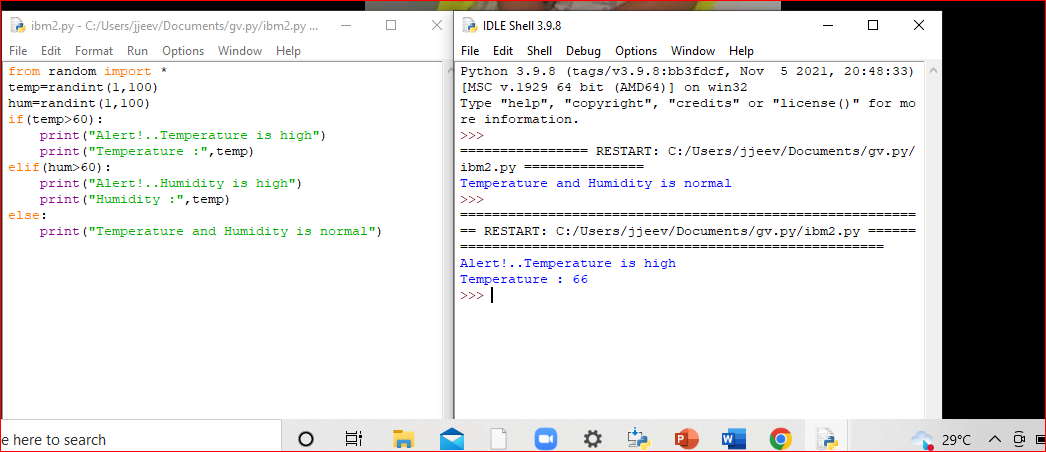 ibm2.py - C:/Users/jjeev/Documents/gv.py/ibm2.py ...
File Edit Format Run Options Window Help
from random import *
temp=randint(1,100)
hum=randint(1,100)
if(temp>60):
    print("Alert!..Temperature is high")
    print("Temperature :",temp)
elif(hum>60):
    print("Alert!..Humidity is high")
    print("Humidity :",temp)
else:
    print("Temperature and Humidity is normal")
IDLE Shell 3.9.8
File Edit Shell Debug Options Window Help
Python 3.9.8 (tags/v3.9.8:bb3fdcf, Nov  5 2021, 20:48:33)
[MSC v.1929 64 bit (AMD64)] on win32
Type "help", "copyright", "credits" or "license()" for mo
re information.
>>>
================ RESTART: C:/Users/jjeev/Documents/gv.py/
ibm2.py ===============
Temperature and Humidity is normal
>>>
=========================================================
== RESTART: C:/Users/jjeev/Documents/gv.py/ibm2.py ======
=====================================================
Alert!..Temperature is high
Temperature : 66
>>>
e here to search
29°C